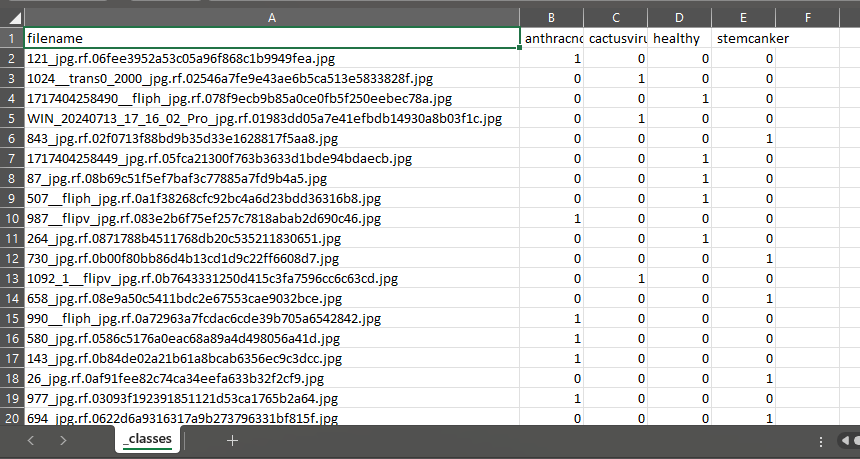 A B C D E F
1 filename anthracno cactusviru healthy stemcanker
2 121_jpg.rf.06fee3952a53c05a96f868c1b9949fea.jpg 1 0 0 0
3 1024__trans0_2000_jpg.rf.02546a7fe9e43ae6b5ca513e5833828f.jpg 0 1 0 0
4 1717404258490__fliph_jpg.rf.078f9ecb9b85a0ce0fb5f250eebec78a.jpg 0 0 1 0
5 WIN_20240713_17_16_02_Pro_jpg.rf.01983dd05a7e41efbdb14930a8b03f1c.jpg 0 1 0 0
6 843_jpg.rf.02f0713f88bd9b35d33e1628817f5aa8.jpg 0 0 0 1
7 1717404258449_jpg.rf.05fca21300f763b3633d1bde94bdaecb.jpg 0 0 1 0
8 87_jpg.rf.08b69c51f5ef7baf3c77885a7fd9b4a5.jpg 0 0 1 0
9 507__fliph_jpg.rf.0a1f38268cfc92bc4a6d23bdd36316b8.jpg 0 0 1 0
10 987__flipv_jpg.rf.083e2b6f75ef257c7818abab2d690c46.jpg 1 0 0 0
11 264_jpg.rf.0871788b4511768db20c535211830651.jpg 0 0 1 0
12 730_jpg.rf.0b00f80bb86d4b13cd1d9c22ff6608d7.jpg 0 0 0 1
13 1092_1__flipv_jpg.rf.0b7643331250d415c3fa7596cc6c63cd.jpg 0 1 0 0
14 658_jpg.rf.08e9a50c5411bdc2e67553cae9032bce.jpg 0 0 0 1
15 990__fliph_jpg.rf.0a72963a7fcdac6cde39b705a6542842.jpg 1 0 0 0
16 580_jpg.rf.0586c5176a0eac68a89a4d498056a41d.jpg 1 0 0 0
17 143_jpg.rf.0b84de02a21b61a8bcab6356ec9c3dcc.jpg 1 0 0 0
18 26_jpg.rf.0af91fee82c74ca34eefa633b32f2cf9.jpg 0 0 0 1
19 977_jpg.rf.03093f192391851121d53ca1765b2a64.jpg 1 0 0 0
20 694_jpg.rf.0622d6a9316317a9b273796331bf815f.jpg 0 0 0 1
_classes